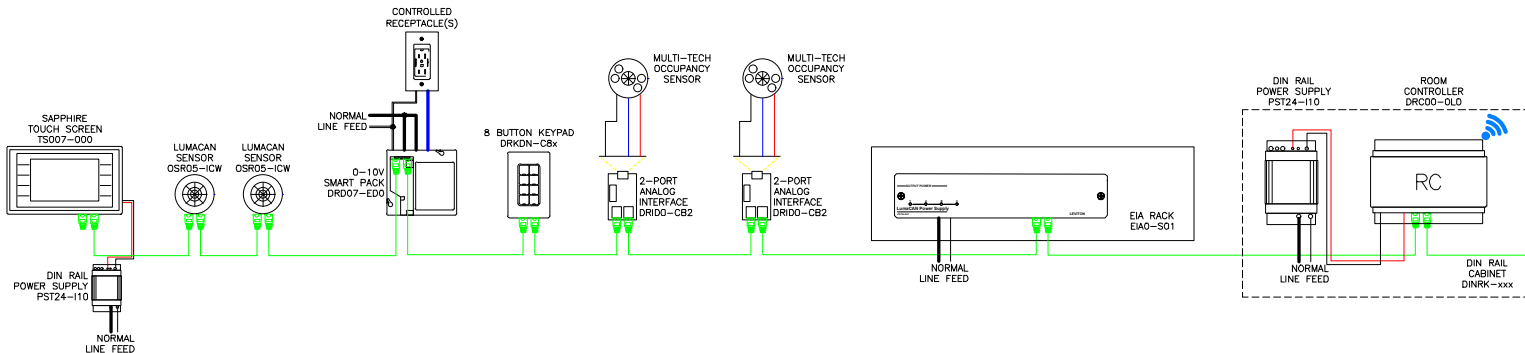 CONTROLLED
RECEPTACLE(S)
NORMAL
LINE FEED
SAPPHIRE
TOUCH SCREEN
TS007-000
DIN RAIL
POWER SUPPLY
PST24-I10
NORMAL
LINE FEED
LUMACAN
SENSOR
OSR05-ICW
LUMACAN
SENSOR
OSR05-ICW
0-10V
SMART PACK
DRD07-ED0
8 BUTTON KEYPAD
DRKDN-C8x
MULTI-TECH
OCCUPANCY
SENSOR
2-PORT
ANALOG
INTERFACE
DRID0-CB2
MULTI-TECH
OCCUPANCY
SENSOR
2-PORT
ANALOG
INTERFACE
DRID0-CB2
OUTPUT POWER
LumaCAN Power Supply
LEVITON
EIA RACK
EIA0-S01
NORMAL
LINE FEED
DIN RAIL
POWER SUPPLY
PST24-I10
NORMAL
LINE FEED
ROOM
CONTROLLER
DRC00-0L0
RC
DIN RAIL
CABINET
DINRK-xxx